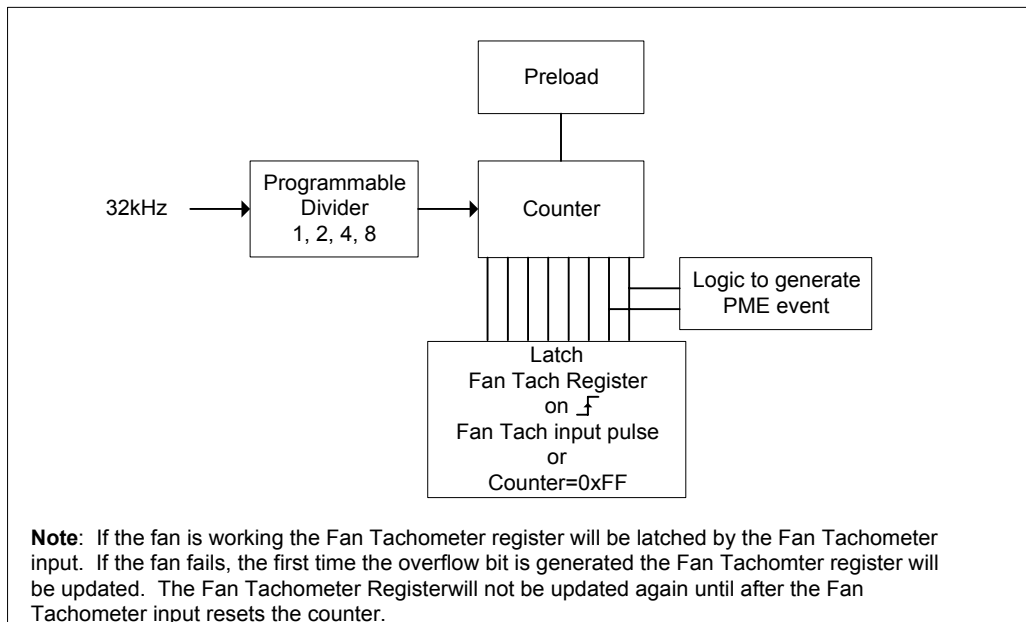 Preload
32kHz
Programmable
Divider
1, 2, 4, 8
Counter
Logic to generate
PME event
Latch
Fan Tach Register
on
Fan Tach input pulse
or
Counter=0xFF
Note: If the fan is working the Fan Tachometer register will be latched by the Fan Tachometer
input. If the fan fails, the first time the overflow bit is generated the Fan Tachomter register will
be updated. The Fan Tachometer Registerwill not be updated again until after the Fan
Tachometer input resets the counter.